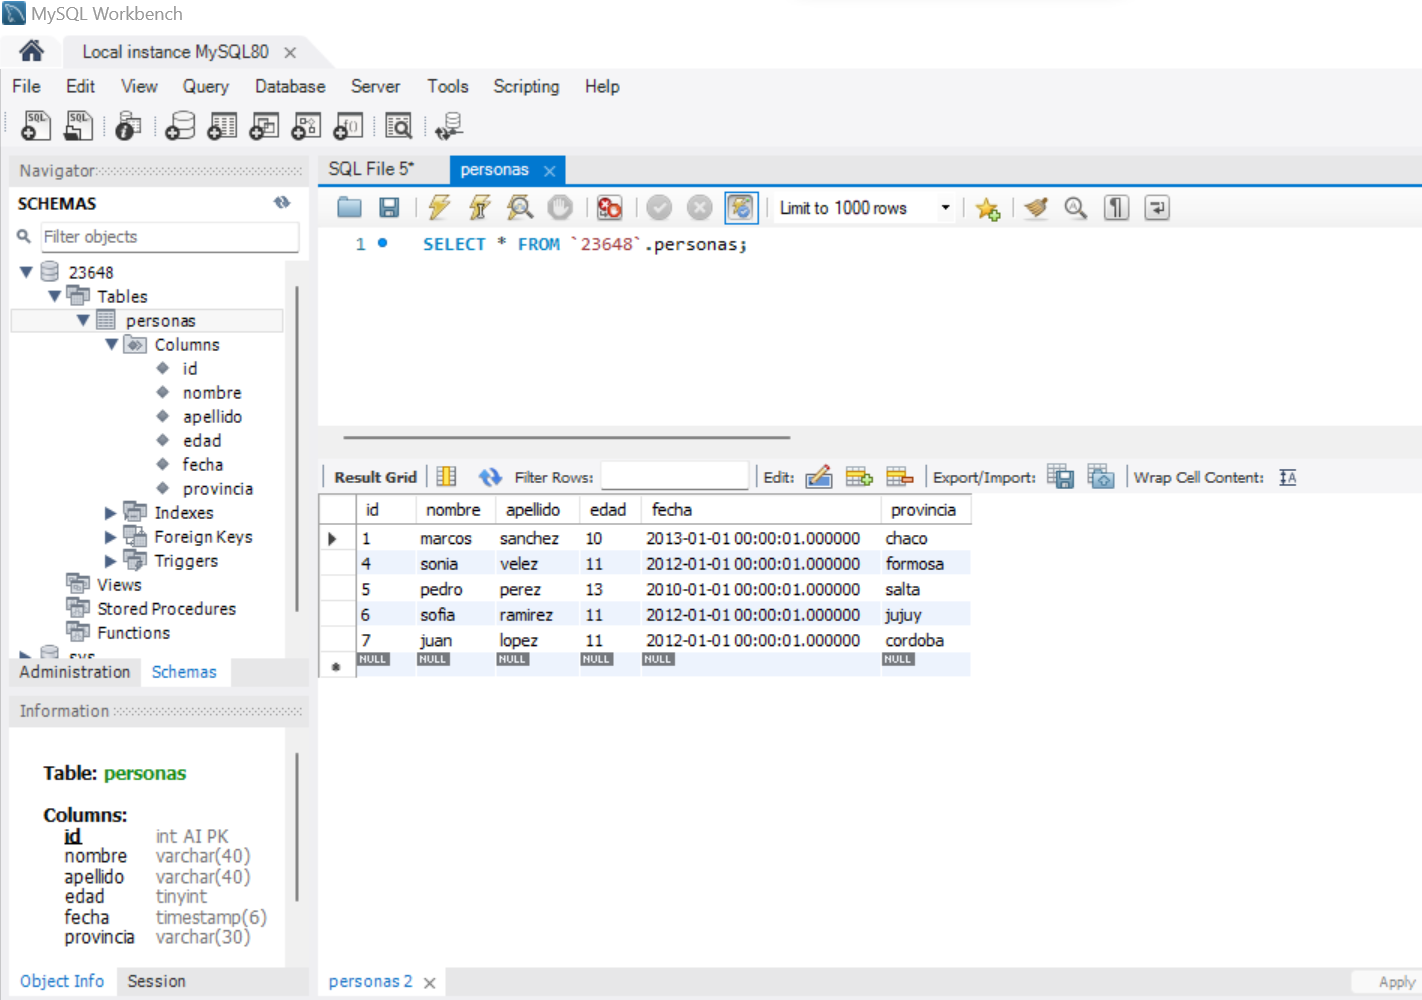 MySQL Workbench
Local instance MySQL80
File Edit View Query Database Server Tools Scripting Help
Navigator
SCHEMAS
Filter objects
23648
Tables
personas
Columns
id
nombre
apellido
edad
fecha
provincia
Indexes
Foreign Keys
Triggers
Views
Stored Procedures
Functions
sys
Administration Schemas
Information
Table: personas
Columns:
id int AI PK
nombre varchar(40)
apellido varchar(40)
edad tinyint
fecha timestamp(6)
provincia varchar(30)
Object Info Session
SQL File 5* personas
Limit to 1000 rows
1 SELECT * FROM `23648`.personas;
Result Grid Filter Rows: Edit: Export/Import: Wrap Cell Content:
id nombre apellido edad fecha provincia
1 marcos sanchez 10 2013-01-01 00:00:01.000000 chaco
4 sonia velez 11 2012-01-01 00:00:01.000000 formosa
5 pedro perez 13 2010-01-01 00:00:01.000000 salta
6 sofia ramirez 11 2012-01-01 00:00:01.000000 jujuy
7 juan lopez 11 2012-01-01 00:00:01.000000 cordoba
NULL NULL NULL NULL NULL NULL
personas 2
Apply